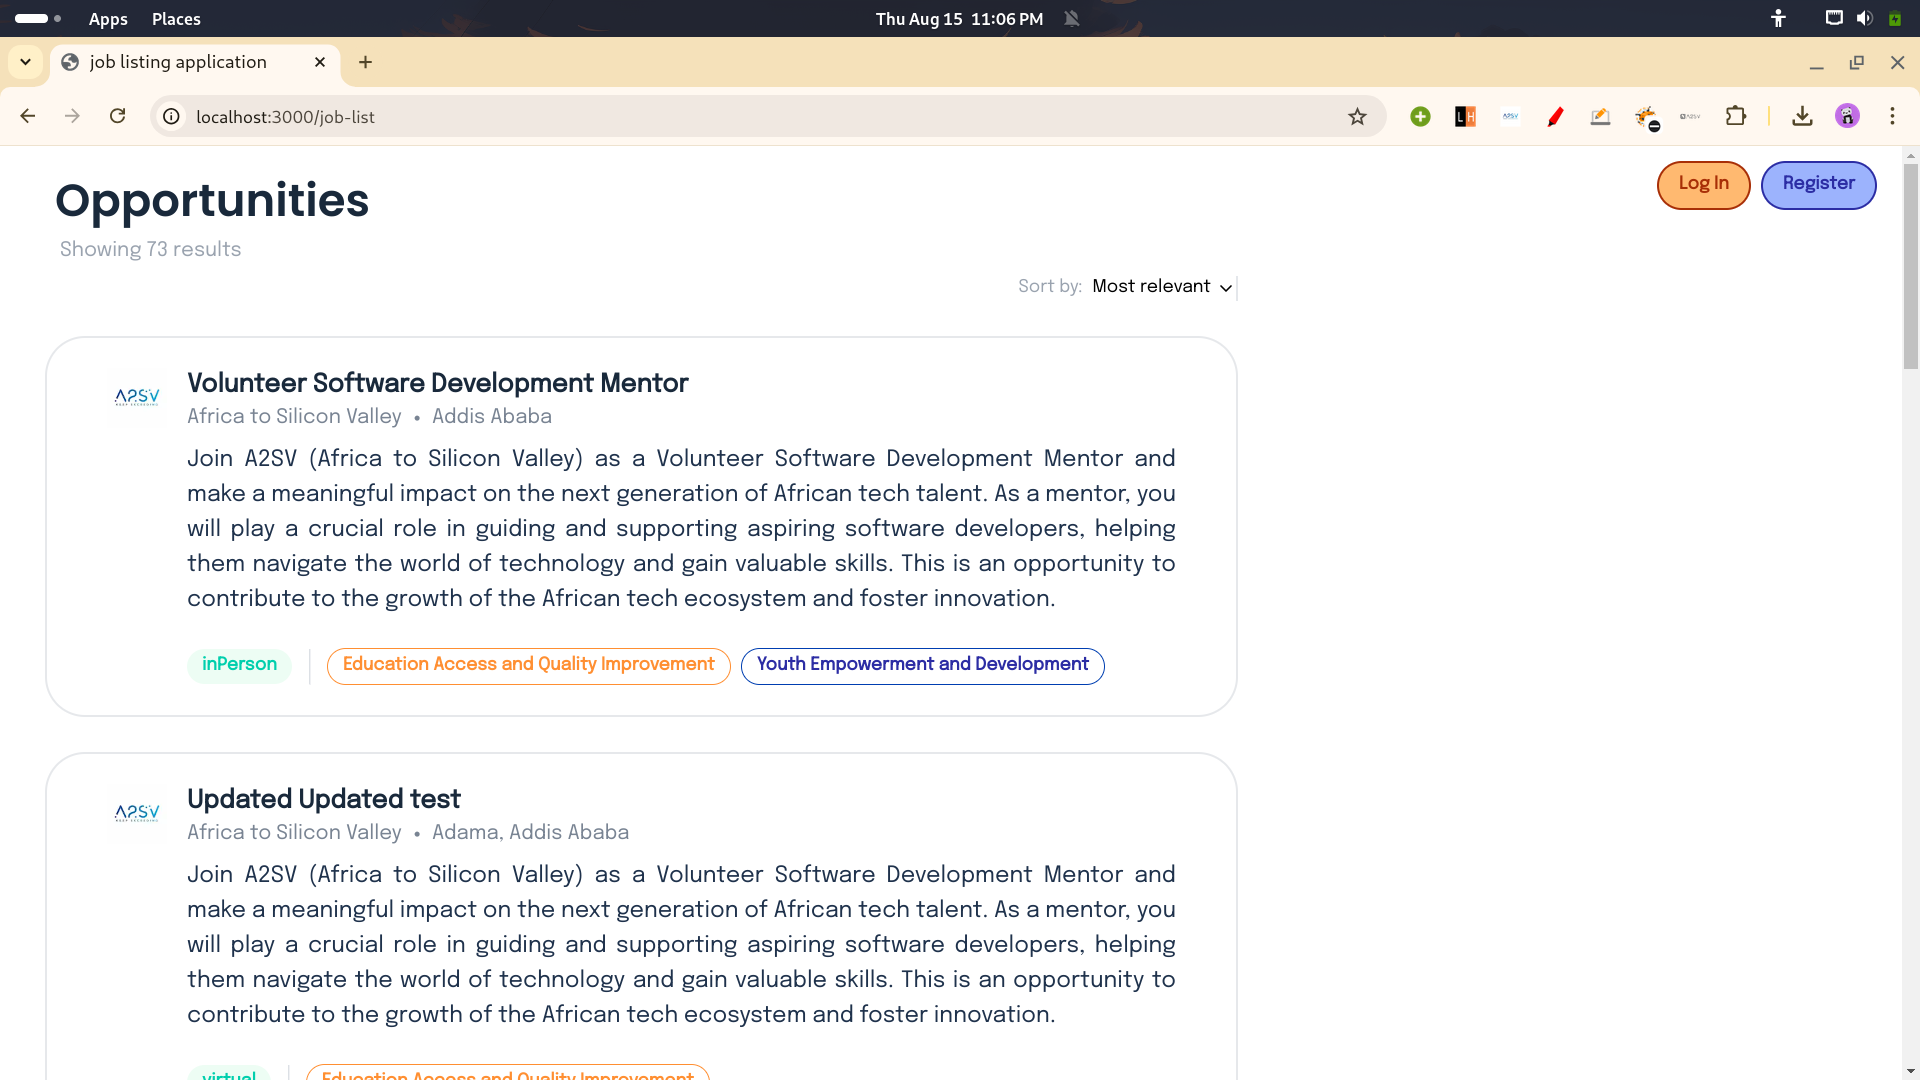 Apps Places Thu Aug 15 11:06 PM
job listing application
localhost:3000/job-list
Opportunities
Log In Register
Showing 73 results
Sort by: Most relevant
Volunteer Software Development Mentor
A2SV
Africa to Silicon Valley • Addis Ababa
Join A2SV (Africa to Silicon Valley) as a Volunteer Software Development Mentor and
make a meaningful impact on the next generation of African tech talent. As a mentor, you
will play a crucial role in guiding and supporting aspiring software developers, helping
them navigate the world of technology and gain valuable skills. This is an opportunity to
contribute to the growth of the African tech ecosystem and foster innovation.
inPerson Education Access and Quality Improvement Youth Empowerment and Development
Updated Updated test
A2SV
Africa to Silicon Valley • Adama, Addis Ababa
Join A2SV (Africa to Silicon Valley) as a Volunteer Software Development Mentor and
make a meaningful impact on the next generation of African tech talent. As a mentor, you
will play a crucial role in guiding and supporting aspiring software developers, helping
them navigate the world of technology and gain valuable skills. This is an opportunity to
contribute to the growth of the African tech ecosystem and foster innovation.
virtual Education Access and Quality Improvement